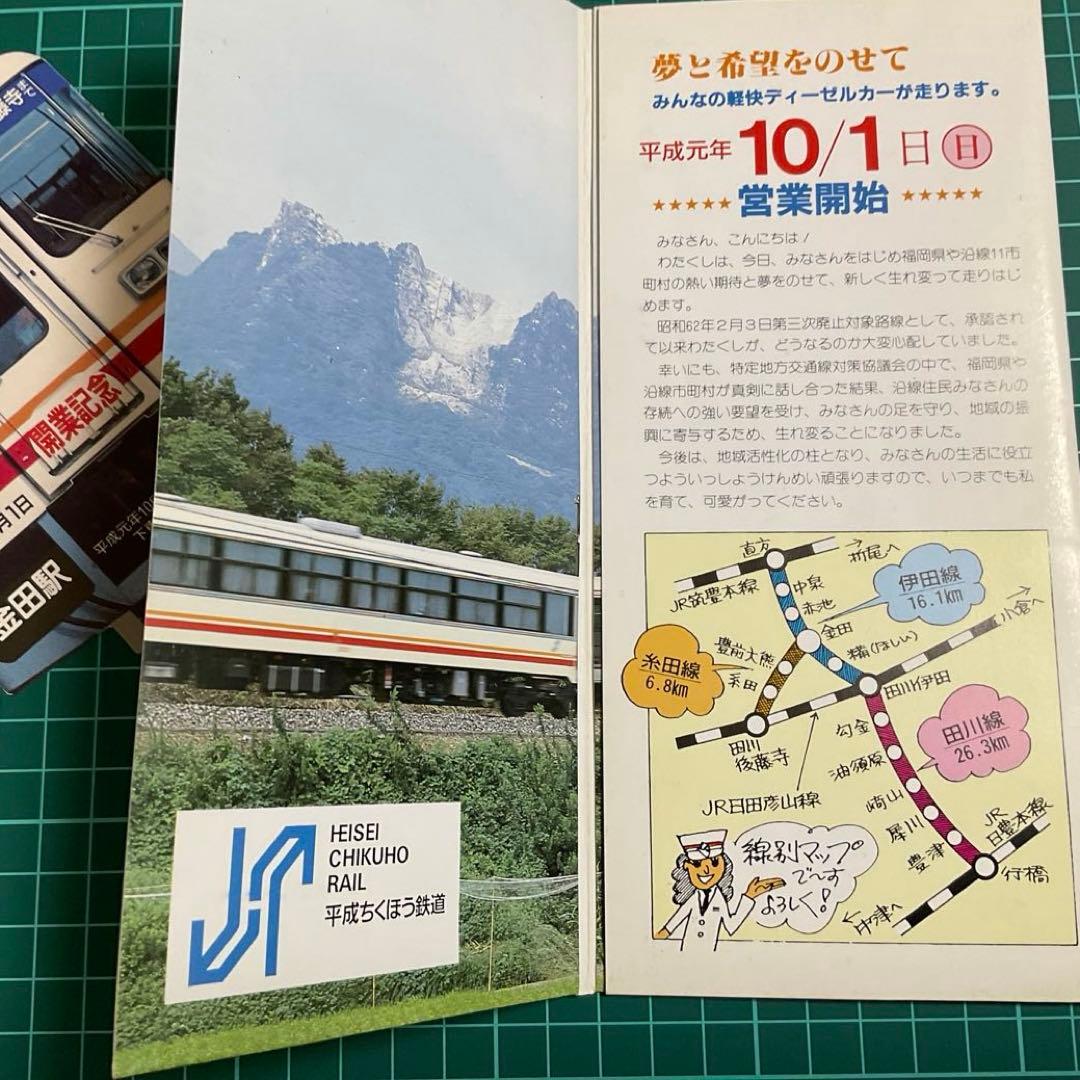 寺まで
開業記念
月1日
平成元年10
金田駅
HEISEI
CHIKUHO
RAIL
平成ちくほう鉄道
夢と希望をのせて
みんなの軽快ディーゼルカーが走ります。
平成元年10/1日(日)
★★★★★営業開始★★★★★
みなさん、こんにちは!
わたくしは、今日、みなさんをはじめ福岡県や沿線11市
町村の熱い期待と夢をのせて、新しく生れ変って走りはじ
めます。
昭和62年2月3日第三次廃止対象路線として、承認され
て以来わたくしが、どうなるのか大変心配していました。
幸いにも、特定地方交通線対策協議会の中で、福岡県や
沿線市町村が真剣に話し合った結果、沿線住民みなさんの
存続への強い要望を受け、みなさんの足を守り、地域の振
興に寄与するため、生れ変ることになりました。
今後は、地域活性化の柱となり、みなさんの生活に役立
つよういっしょうけんめい頑張りますので、いつまでも私
を育て、可愛がってください。
直方
折尾へ
JR筑豊本線
中泉
赤池
金田
伊田線
16.1km
小倉へ
糒(ほしい)
豊前大熊
糸田
糸田線
6.8km
田川伊田
田川
後藤寺
勾金
田川線
26.3km
油須原
JR日田彦山線
崎山
犀川
豊津
JR
日豊本線
行橋
中津へ
線別マップ
で〜す
よろしく!